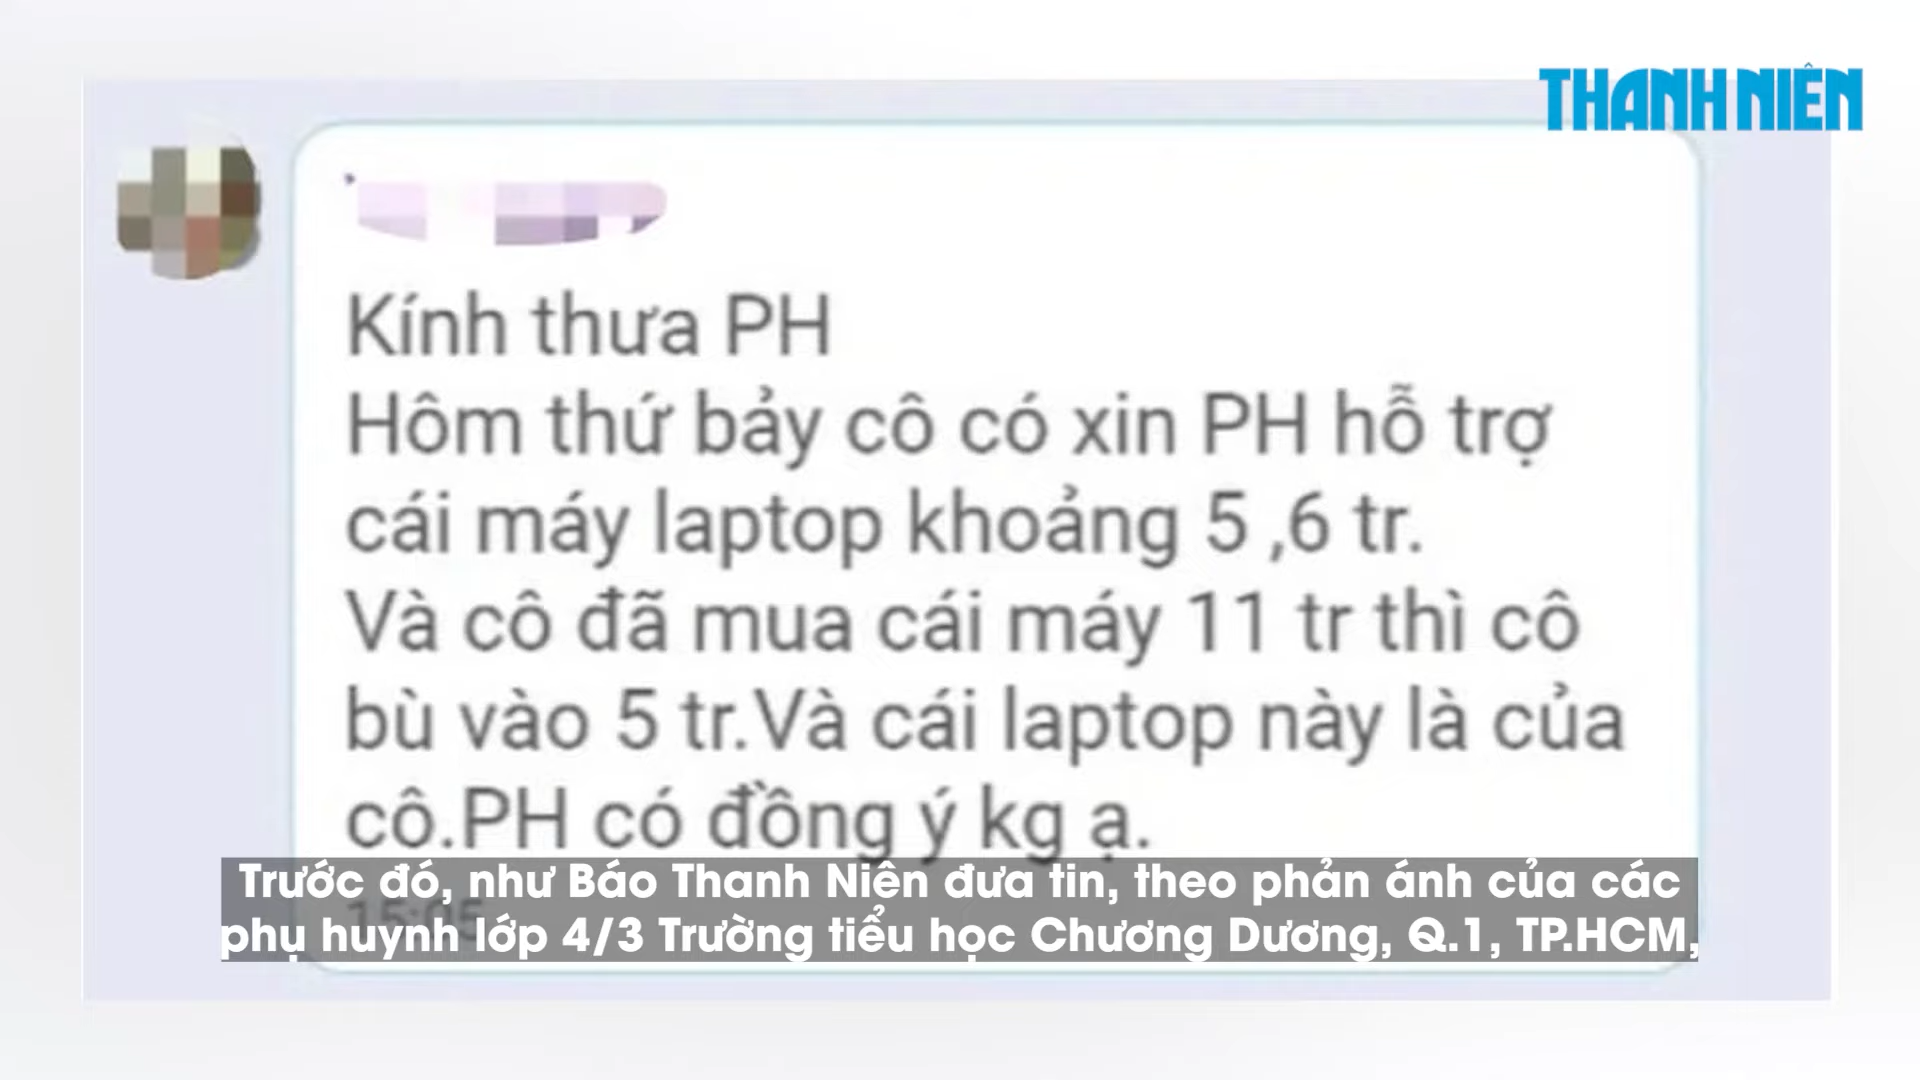 THANH NIÊN
Kính thưa PH
Hôm thứ bảy cô có xin PH hỗ trợ
cái máy laptop khoảng 5 ,6 tr.
Và cô đã mua cái máy 11 tr thì cô
bù vào 5 tr.Và cái laptop này là của
cô.PH có đồng ý kg ạ.
Trước đó, như Báo Thanh Niên đưa tin, theo phản ánh của các
phụ huynh lớp 4/3 Trường tiểu học Chương Dương, Q.1, TP.HCM,